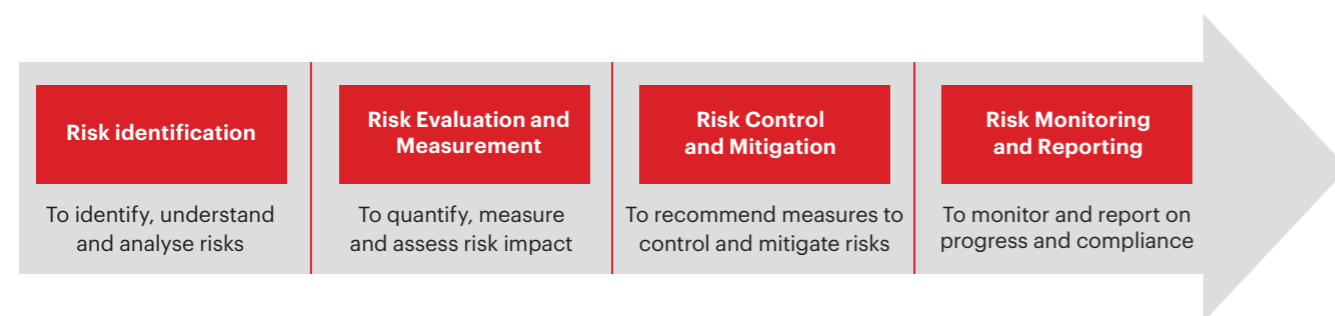 Risk identification
To identify, understand
and analyse risks
Risk Evaluation and
Measurement
To quantify, measure
and assess risk impact
Risk Control
and Mitigation
To recommend measures to
control and mitigate risks
Risk Monitoring
and Reporting
To monitor and report on
progress and compliance